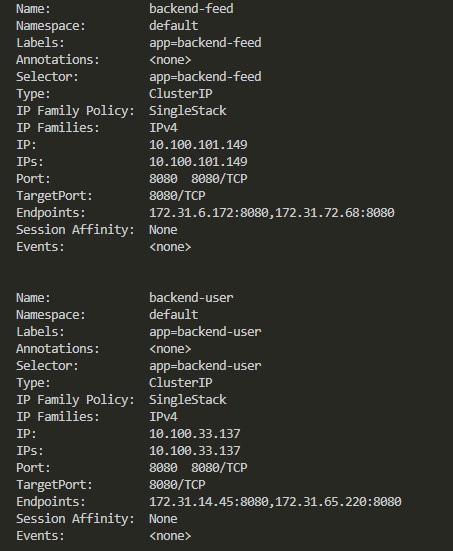 Name:              backend-feed
Namespace:         default
Labels:            app=backend-feed
Annotations:       <none>
Selector:          app=backend-feed
Type:              ClusterIP
IP Family Policy:  SingleStack
IP Families:       IPv4
IP:                10.100.101.149
IPs:               10.100.101.149
Port:              8080  8080/TCP
TargetPort:        8080/TCP
Endpoints:         172.31.6.172:8080,172.31.72.68:8080
Session Affinity:  None
Events:            <none>
Name:              backend-user
Namespace:         default
Labels:            app=backend-user
Annotations:       <none>
Selector:          app=backend-user
Type:              ClusterIP
IP Family Policy:  SingleStack
IP Families:       IPv4
IP:                10.100.33.137
IPs:               10.100.33.137
Port:              8080  8080/TCP
TargetPort:        8080/TCP
Endpoints:         172.31.14.45:8080,172.31.65.220:8080
Session Affinity:  None
Events:            <none>